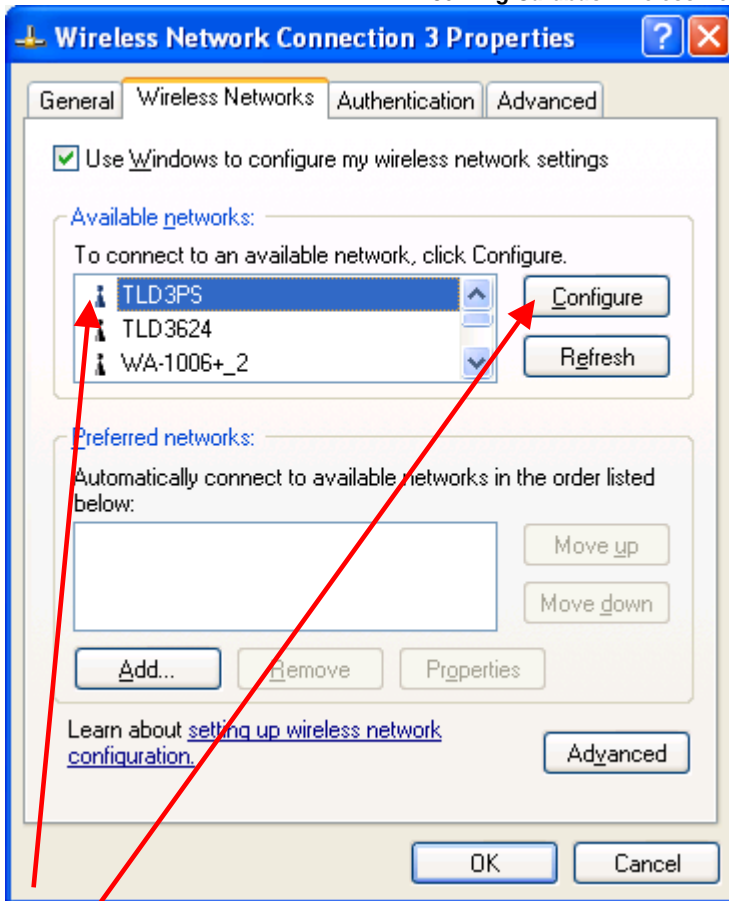 Wireless Network Connection 3 Properties
General Wireless Networks Authentication Advanced
Use Windows to configure my wireless network settings
Available networks:
To connect to an available network, click Configure.
TLD3PS
TLD3624
WA-1006+_2
Configure
Refresh
Preferred networks:
Automatically connect to available networks in the order listed
below:
Move up
Move down
Add... Remove Properties
Learn about setting up wireless network
configuration.
Advanced
OK Cancel